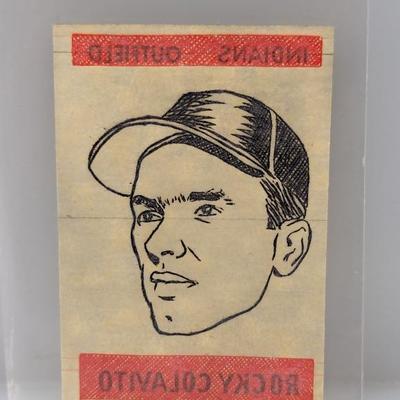 INDIANS OUTFIELD
ROCKY COLAVITO